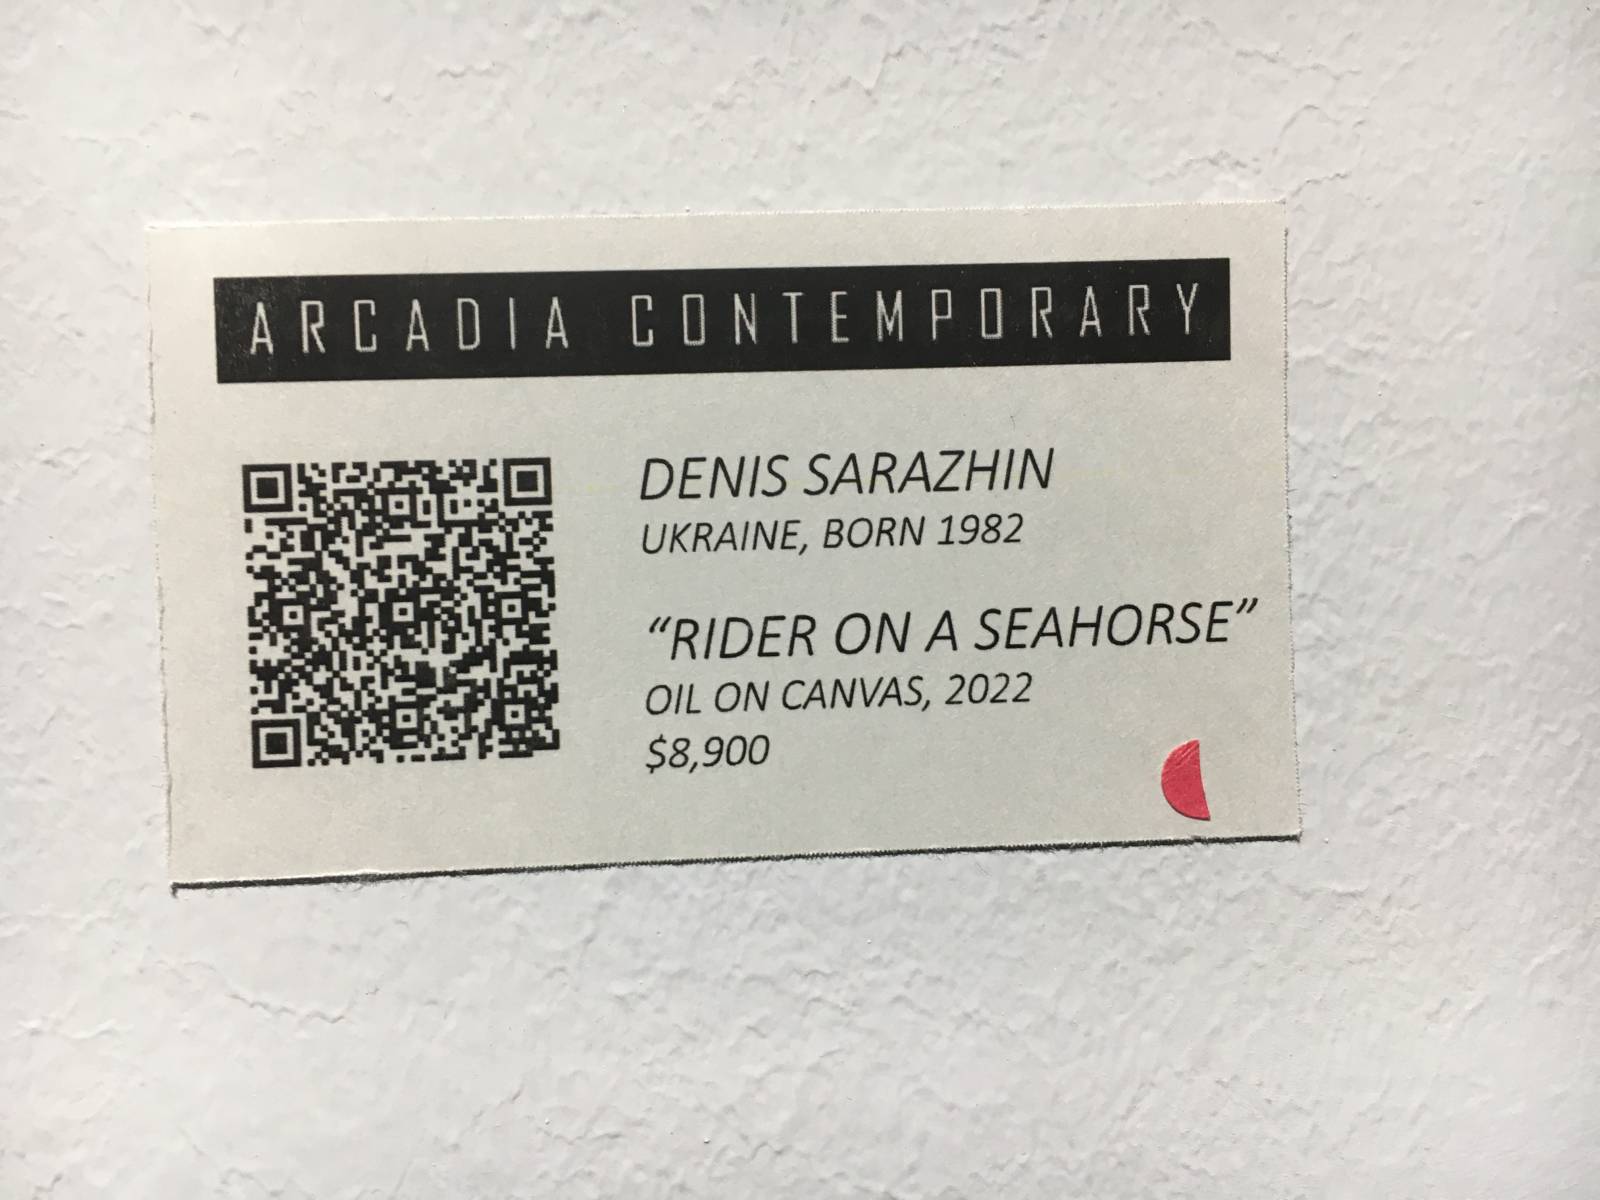 ARCADIA CONTEMPORARY
DENIS SARAZHIN
UKRAINE, BORN 1982
“RIDER ON A SEAHORSE”
OIL ON CANVAS, 2022
$8,900